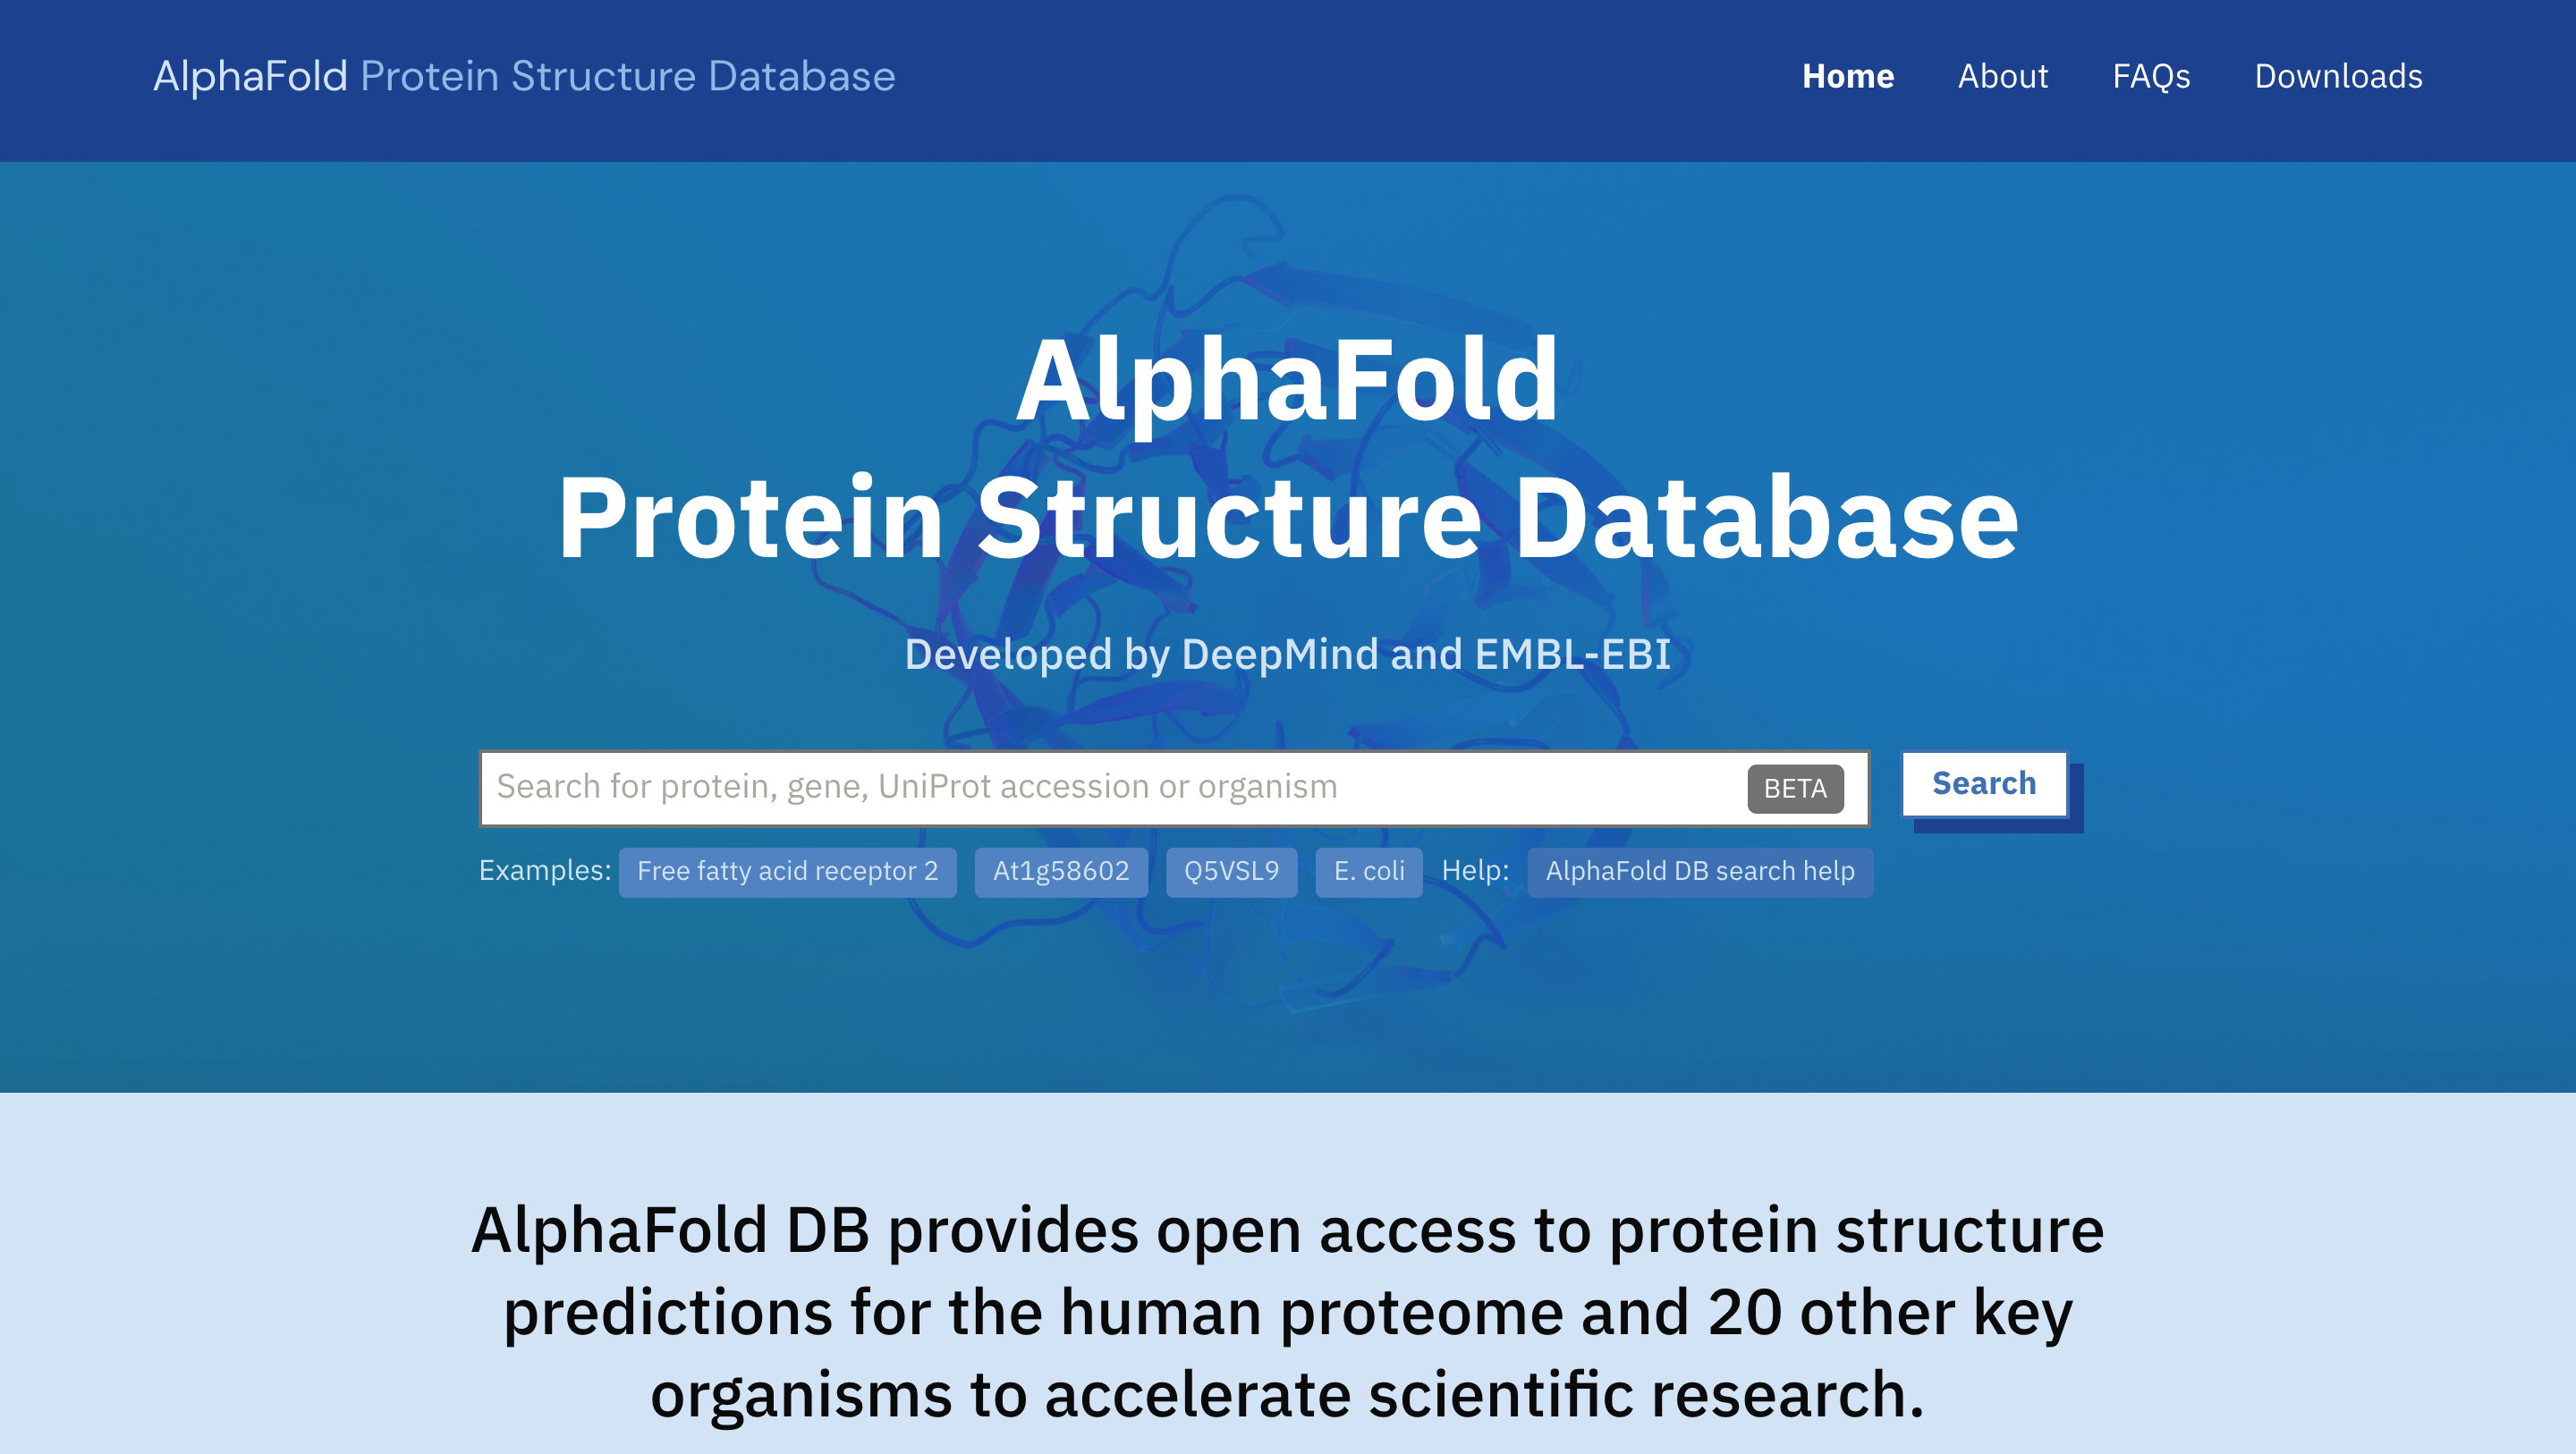 AlphaFold Protein Structure Database
Home About FAQs Downloads
AlphaFold
Protein Structure Database
Developed by DeepMind and EMBL-EBI
Search for protein, gene, UniProt accession or organism BETA Search
Examples: Free fatty acid receptor 2 At1g58602 Q5VSL9 E. coli Help: AlphaFold DB search help
AlphaFold DB provides open access to protein structure
predictions for the human proteome and 20 other key
organisms to accelerate scientific research.